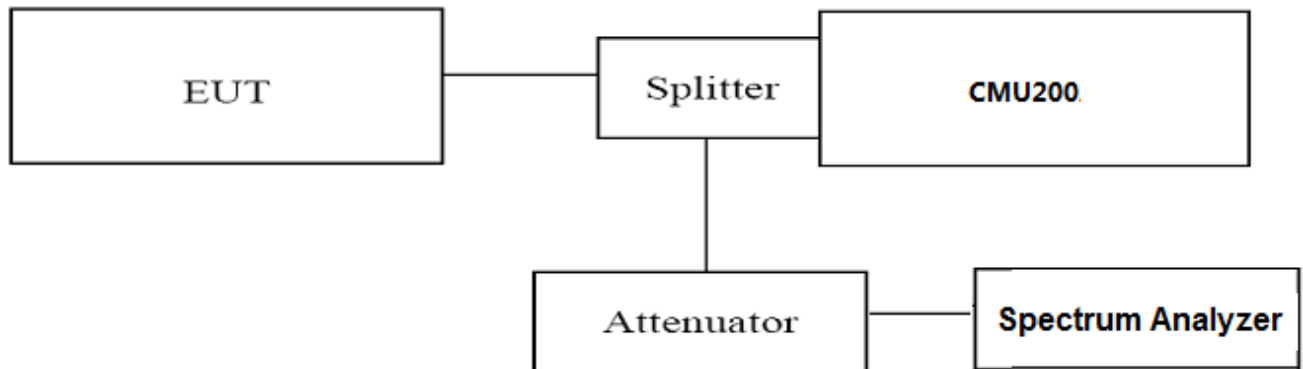 EUT
Splitter
CMU200.
Attenuator
Spectrum Analyzer